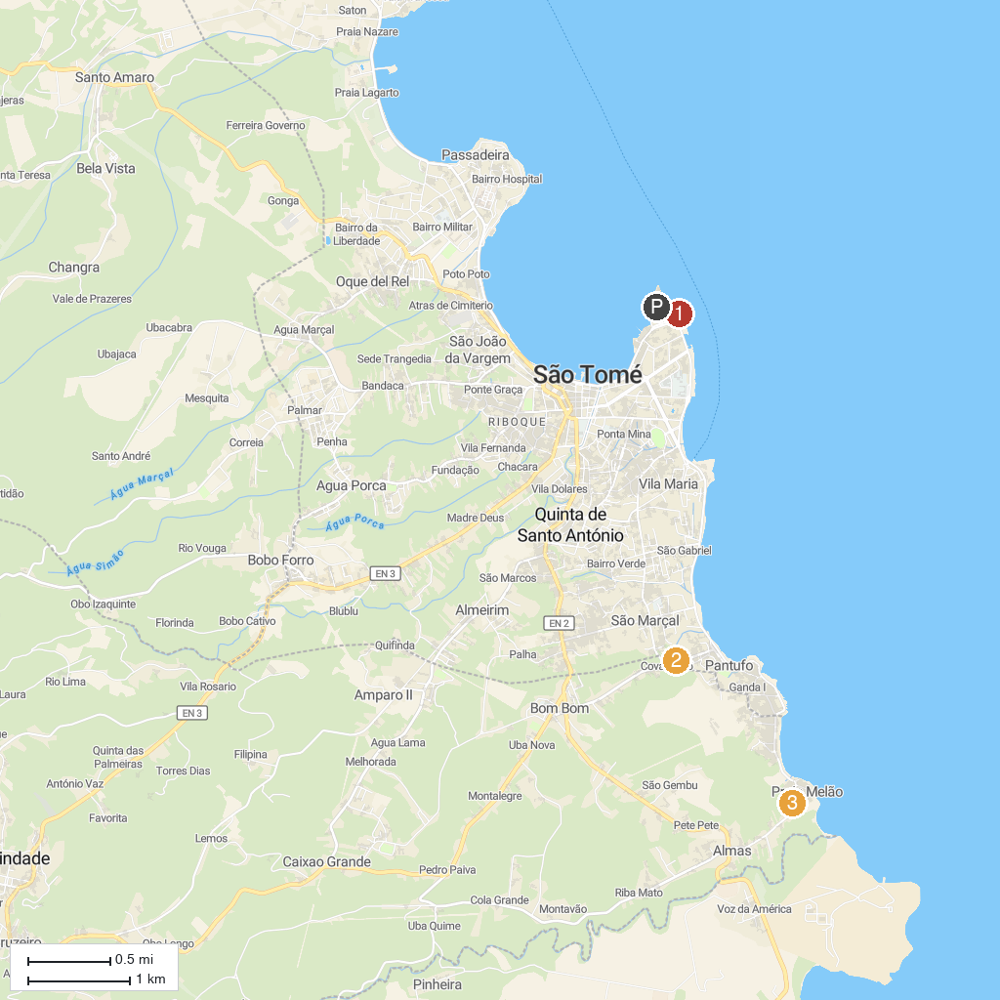 Saton
Praia Nazare
Santo Amaro
Praia Lagarto
Ferreira Governo
Passadeira
Bela Vista
Bairro Hospital
Gonga
Bairro da
Liberdade
Bairro Militar
Changra
Poto Poto
Oque del Rel
Vale de Prazeres
Atras de Cimiterio
P
1
Ubacabra
Agua Marçal
São João
da Vargem
Ubajaca
Sede Trangedia
São Tomé
Bandaca
Ponte Graça
Mesquita
Palmar
RIBOQUE
Ponta Mina
Correia
Penha
Vila Fernanda
Santo André
Fundação
Chacara
Água Marçal
Agua Porca
Vila Dolares
Vila Maria
Quinta de
Santo António
Água Porca
Madre Deus
Rio Vouga
São Gabriel
Água Simão
Bobo Forro
EN 3
Bairro Verde
São Marcos
Obo Izaquinte
Blublu
Almeirim
Florinda
Bobo Cativo
EN 2
São Marçal
Quifinda
Palha
2
Pantufo
Rio Lima
Vila Rosario
Ganda I
Laura
Amparo II
Bom Bom
EN 3
Agua Lama
Uba Nova
Quinta das
Palmeiras
Filipina
Melhorada
Torres Dias
António Vaz
São Gembu
Melão
3
Montalegre
Favorita
Pete Pete
Lemos
Almas
Caixao Grande
Pedro Paiva
Riba Mato
Cola Grande
Voz da América
Montavão
Uba Quime
Obo Longo
0.5 mi
1 km
Pinheira